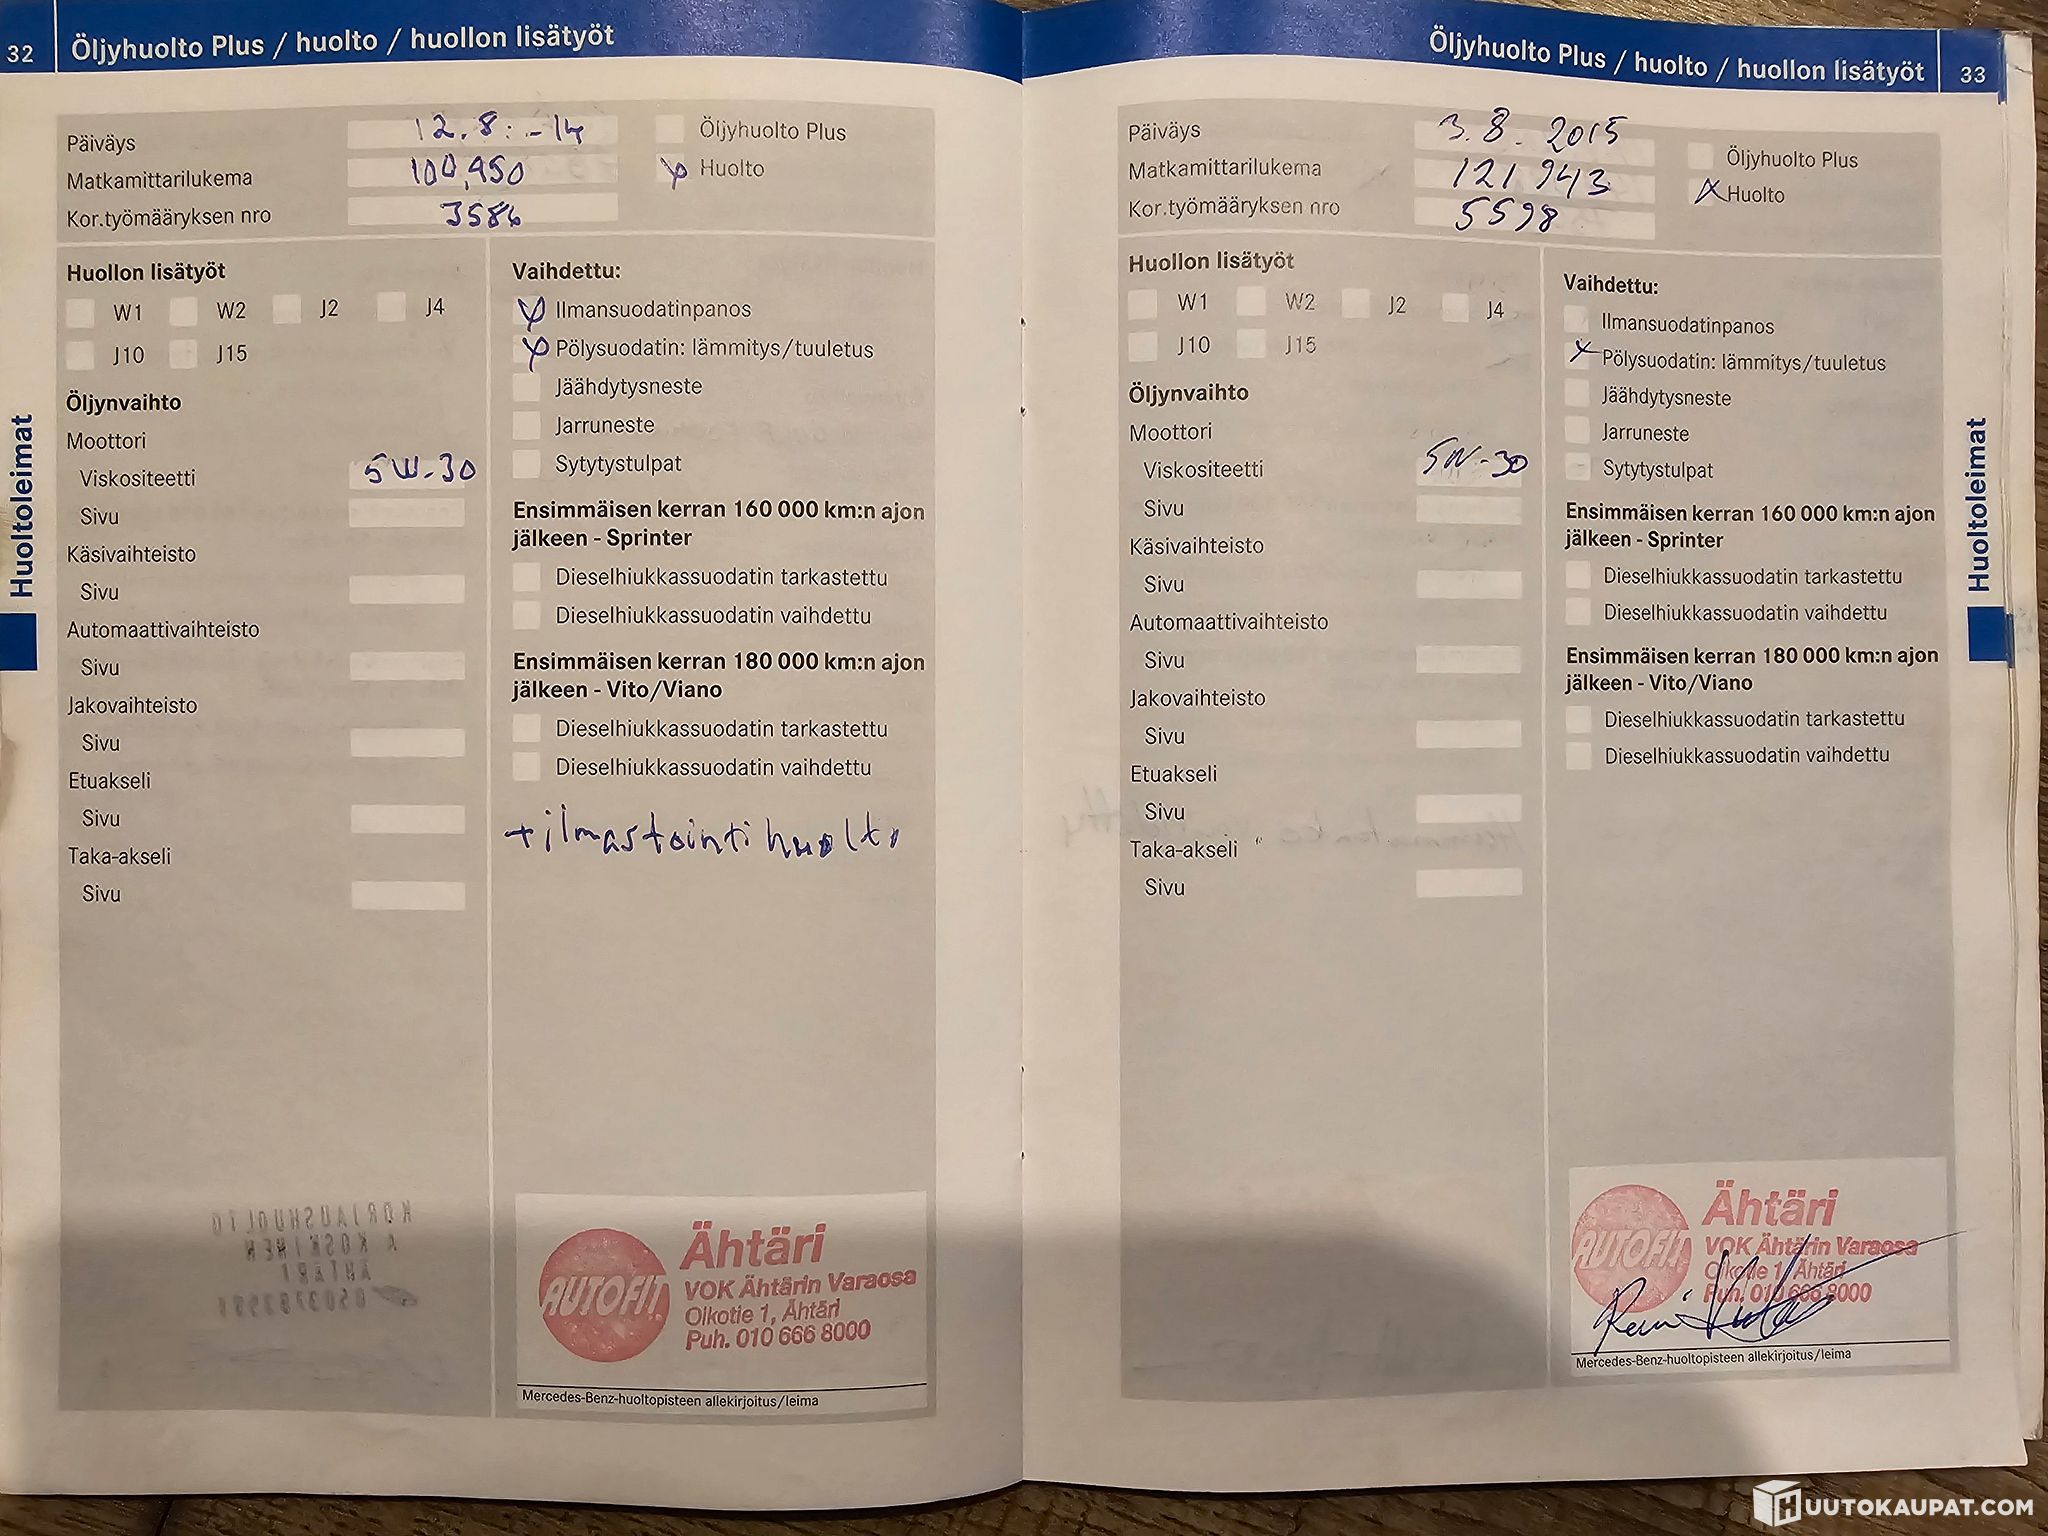 32 Öljyhuolto Plus / huolto / huollon lisätyöt
Päiväys 12.8.-14
Öljyhuolto Plus
Matkamittarilukema 100,950
Huolto
Kor.työmääryksen nro 3586
Huollon lisätyöt
W1 W2 J2 J4
J10 J15
Öljynvaihto
Moottori
Viskositeetti 5W-30
Sivu
Käsivaihteisto
Sivu
Automaattivaihteisto
Sivu
Jakovaihteisto
Sivu
Etuakseli
Sivu
Taka-akseli
Sivu
Vaihdettu:
Ilmansuodatinpanos
Pölysuodatin: lämmitys/tuuletus
Jäähdytysneste
Jarruneste
Sytytystulpat
Ensimmäisen kerran 160 000 km:n ajon
jälkeen - Sprinter
Dieselhiukkassuodatin tarkastettu
Dieselhiukkassuodatin vaihdettu
Ensimmäisen kerran 180 000 km:n ajon
jälkeen - Vito/Viano
Dieselhiukkassuodatin tarkastettu
Dieselhiukkassuodatin vaihdettu
+ ilmastointi huolto
KORJAUSHUOLTO
A KOSKINEN
ÄHTÄRI
AUTOFIT
Ähtäri
VOK Ähtärin Varaosa
Olkotie 1, Ähtäri
Puh. 010 666 8000
Mercedes-Benz-huoltopisteen allekirjoitus/leima
Huoltoleimat
Öljyhuolto Plus / huolto / huollon lisätyöt 33
Päiväys 3.8.2015
Öljyhuolto Plus
Matkamittarilukema 121 943
Huolto
Kor.työmääryksen nro 5598
Huollon lisätyöt
W1 W2 J2 J4
J10 J15
Öljynvaihto
Moottori
Viskositeetti 5W-30
Sivu
Käsivaihteisto
Sivu
Automaattivaihteisto
Sivu
Jakovaihteisto
Sivu
Etuakseli
Sivu
Taka-akseli
Sivu
Vaihdettu:
Ilmansuodatinpanos
Pölysuodatin: lämmitys/tuuletus
Jäähdytysneste
Jarruneste
Sytytystulpat
Ensimmäisen kerran 160 000 km:n ajon
jälkeen - Sprinter
Dieselhiukkassuodatin tarkastettu
Dieselhiukkassuodatin vaihdettu
Ensimmäisen kerran 180 000 km:n ajon
jälkeen - Vito/Viano
Dieselhiukkassuodatin tarkastettu
Dieselhiukkassuodatin vaihdettu
AUTOFIT
Ähtäri
VOK Ähtärin Varaosa
Olkotie 1, Ähtäri
Puh. 010 666 8000
Mercedes-Benz-huoltopisteen allekirjoitus/leima
Huoltoleimat
HUUTOKAUPAT.COM